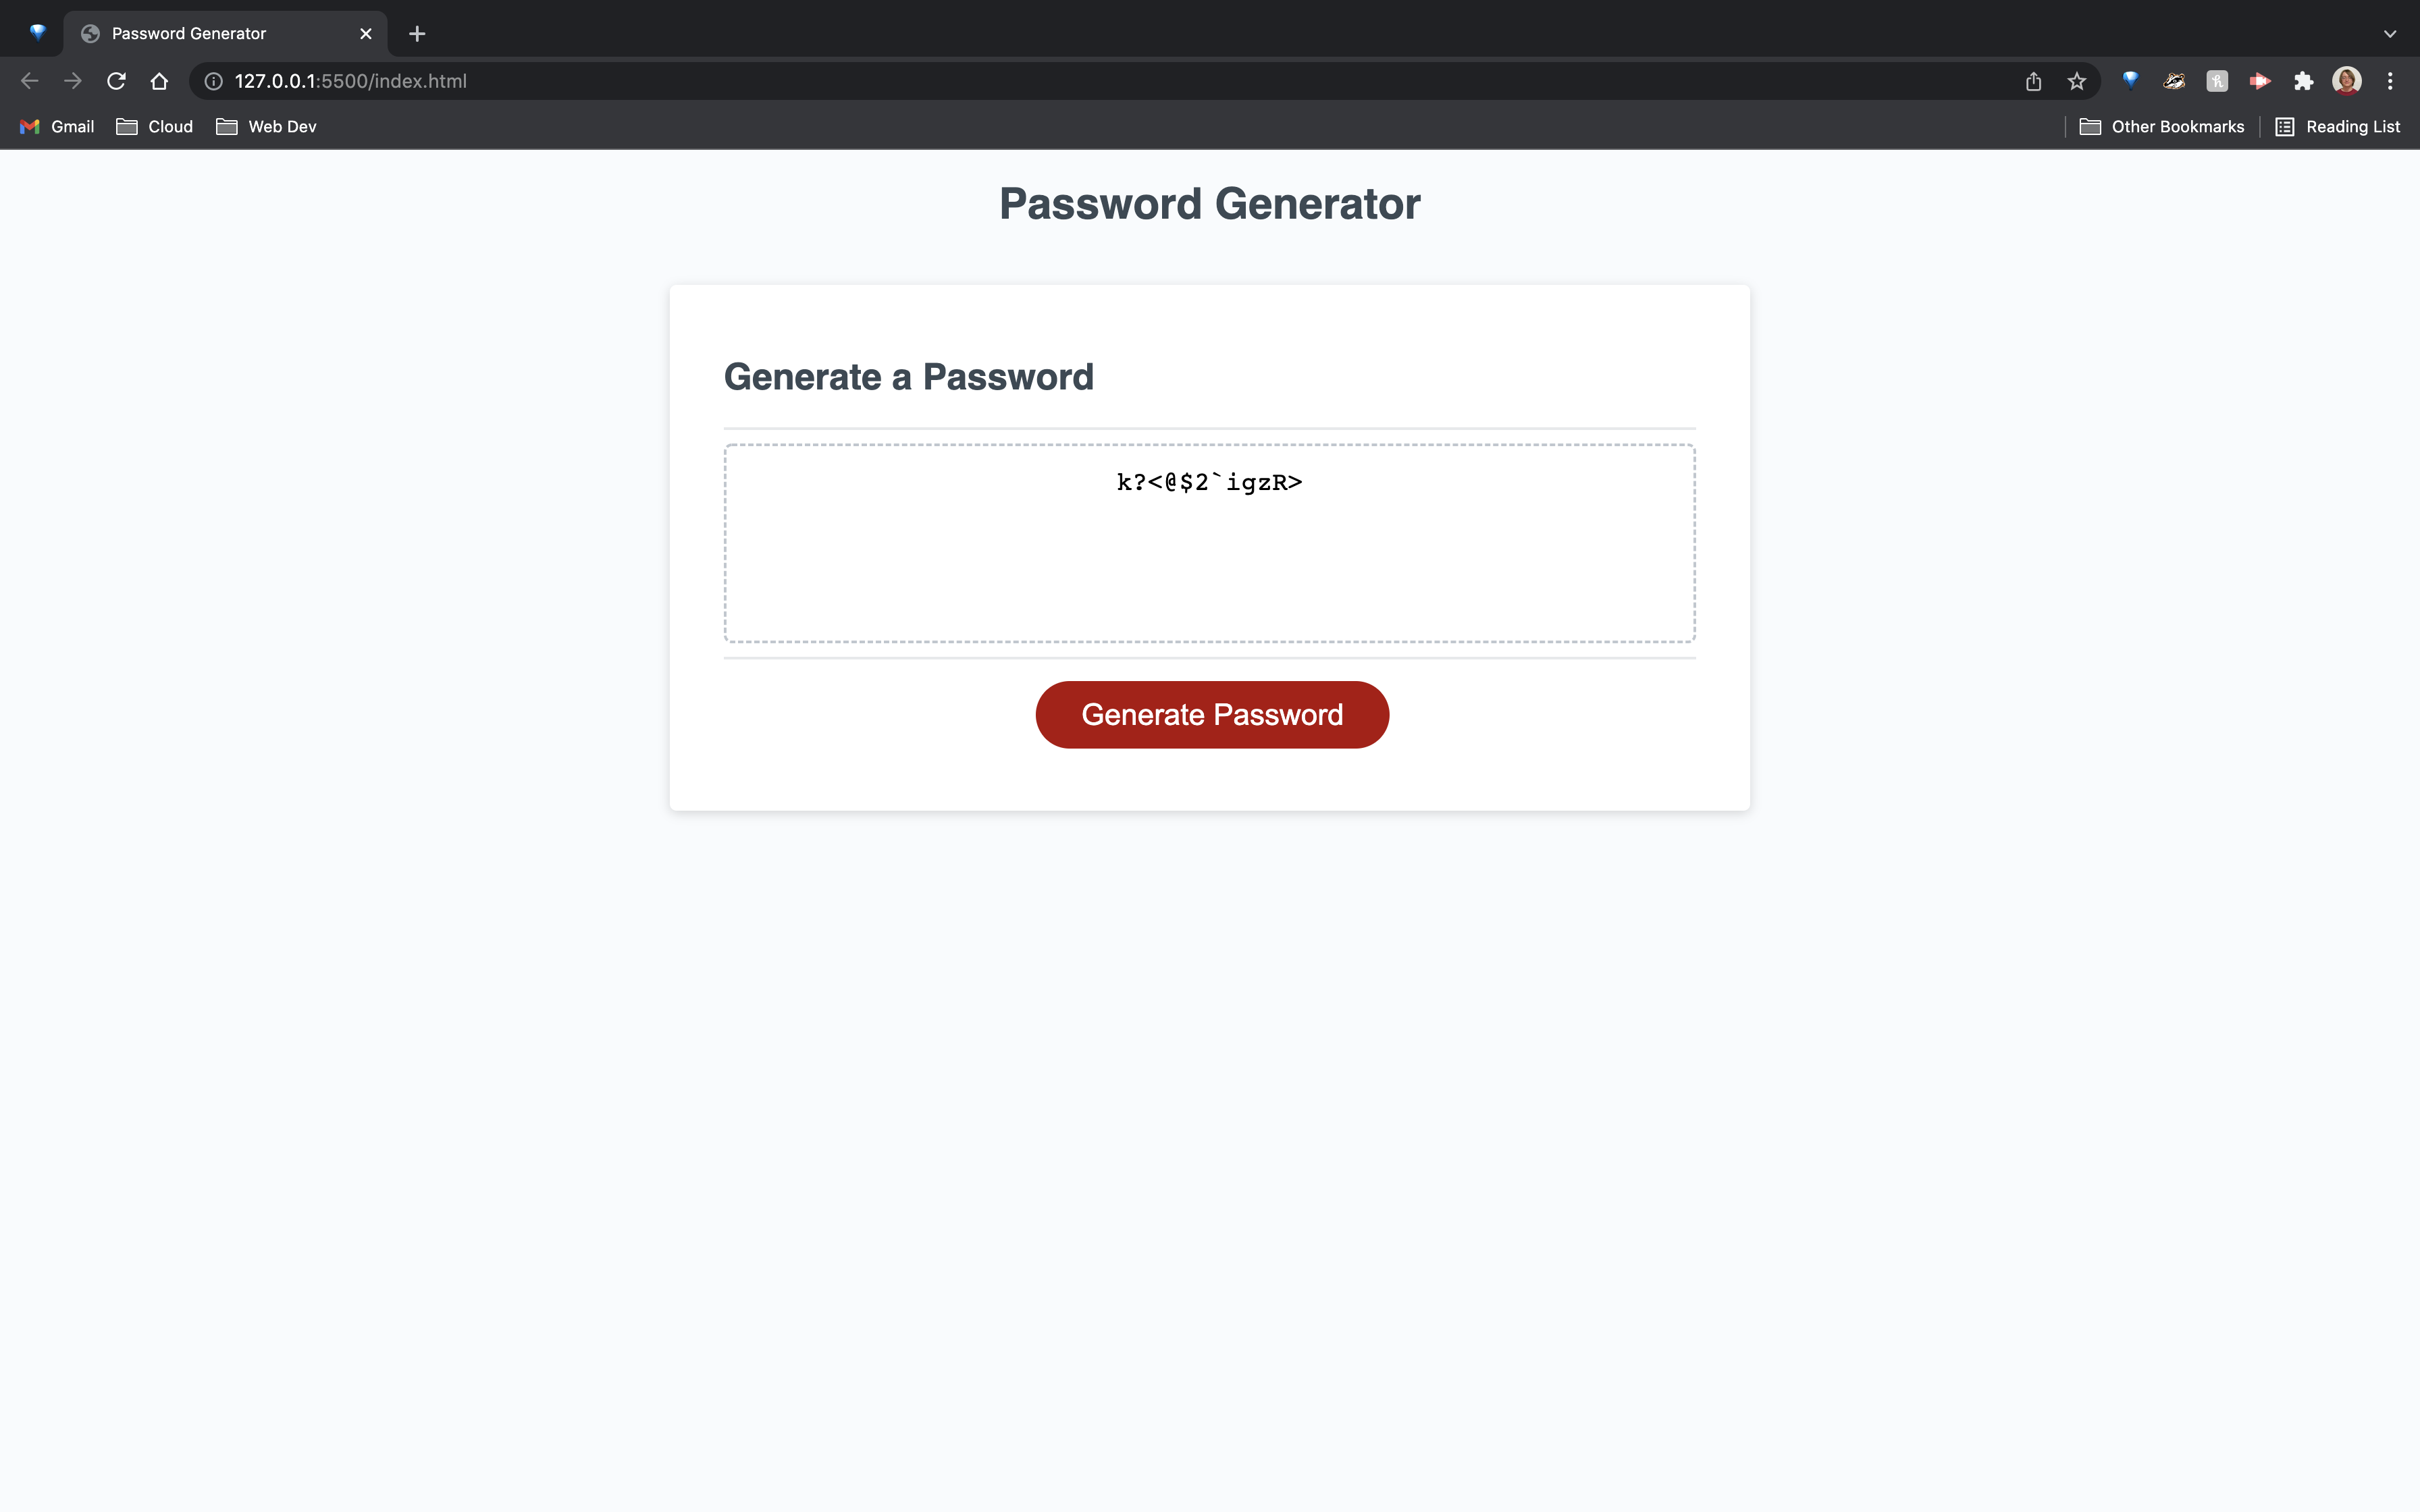 Password Generator
127.0.0.1:5500/index.html
Gmail Cloud Web Dev Other Bookmarks Reading List
Password Generator
Generate a Password
k?<@$2`igzR>
Generate Password